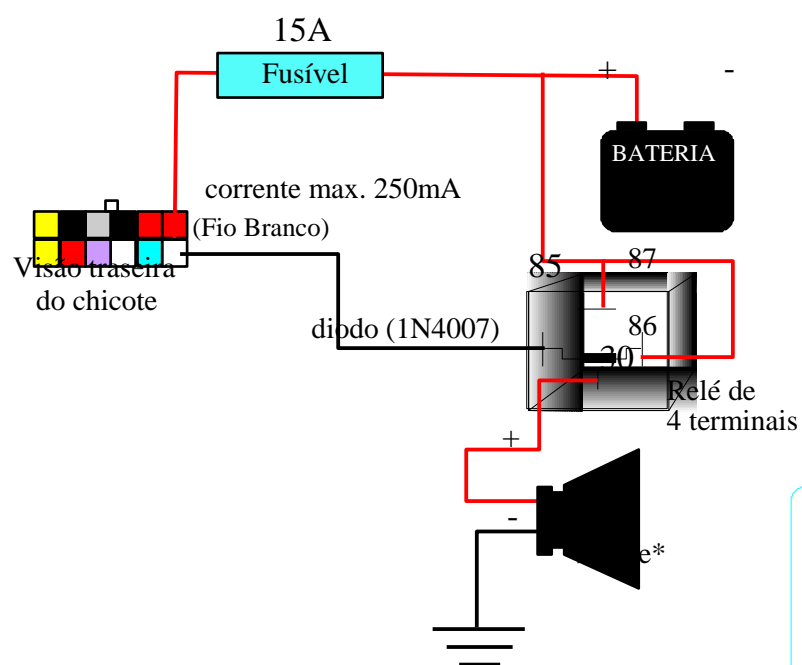 15A
Fusível
+ -
BATERIA
corrente max. 250mA
(Fio Branco)
Visão traseira
do chicote
85
87
diodo (1N4007)
86
30
Relé de
4 terminais
+
-